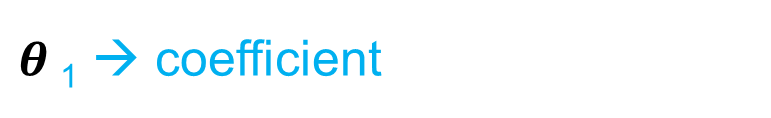 θ 1 → coefficient